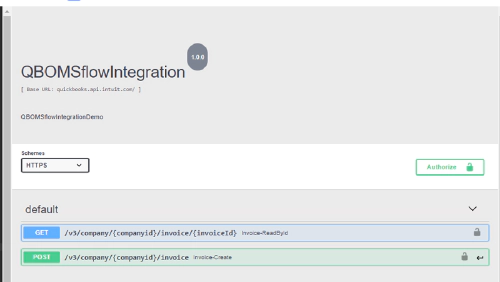 QBOMSflowIntegration 1.0.0
[ Base URL: quickbooks.api.intuit.com/ ]
QBOMSflowIntegrationDemo
Schemes
HTTPS
Authorize
default
GET /v3/company/{companyid}/invoice/{invoiceId} Invoice-ReadById
POST /v3/company/{companyid}/invoice Invoice-Create